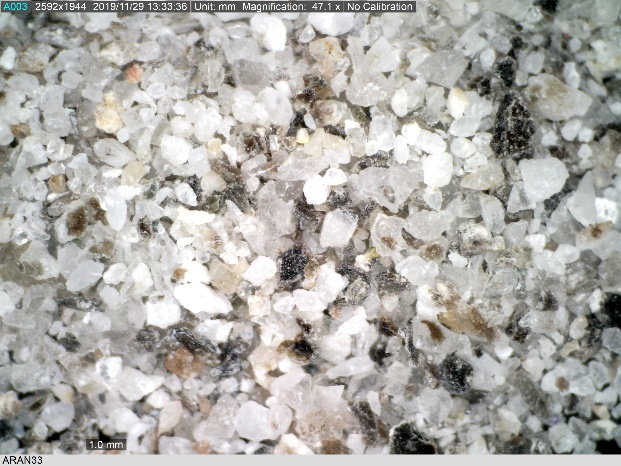 A003 2592x1944 2019/11/29 13:33:36 Unit: mm Magnification: 47.1 x No Calibration
1.0 mm
ARAN33